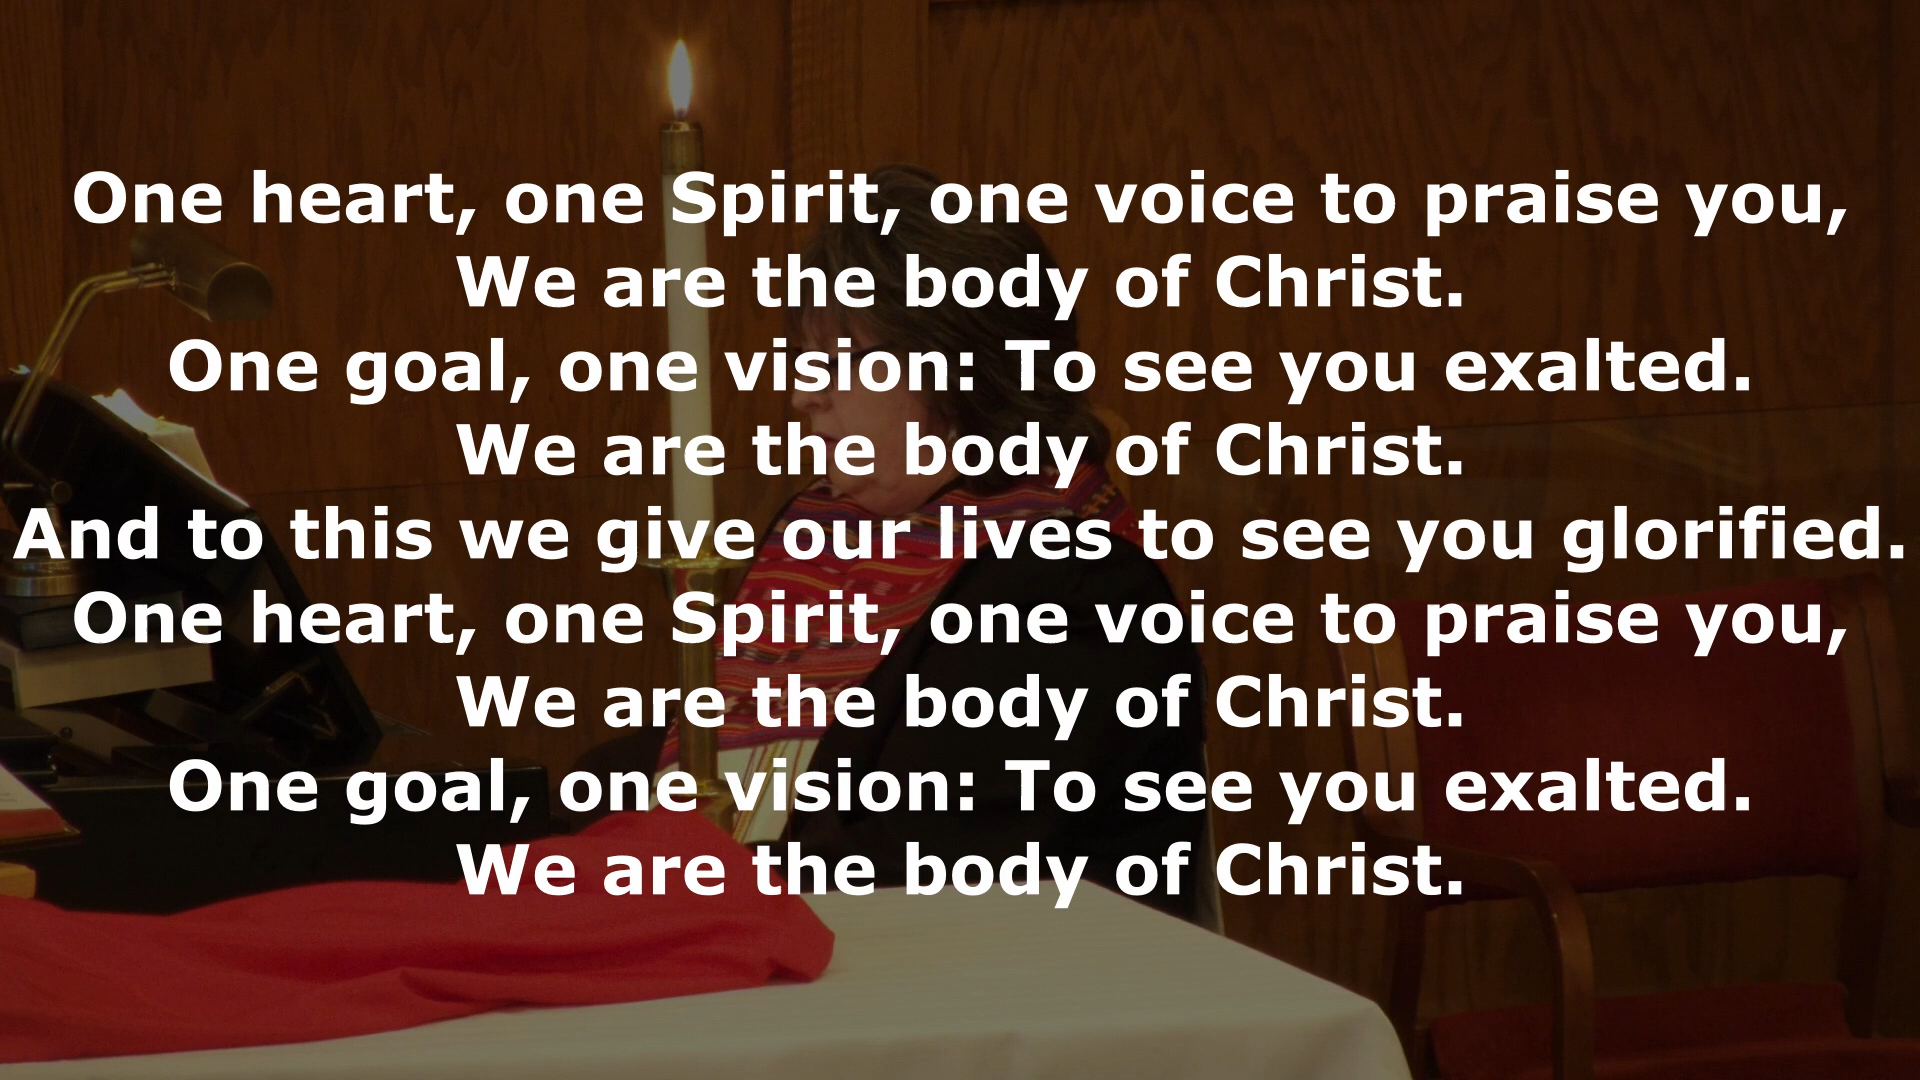 One heart, one Spirit, one voice to praise you,
We are the body of Christ.
One goal, one vision: To see you exalted.
We are the body of Christ.
And to this we give our lives to see you glorified.
One heart, one Spirit, one voice to praise you,
We are the body of Christ.
One goal, one vision: To see you exalted.
We are the body of Christ.